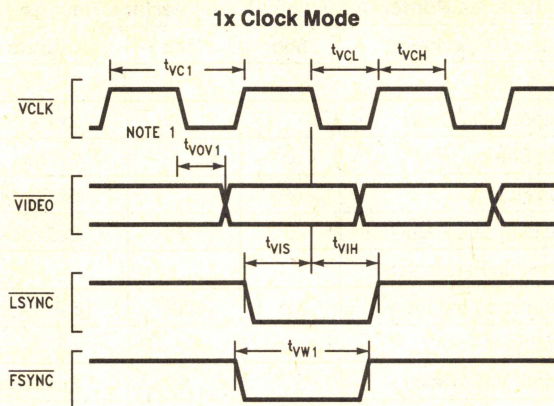 1x Clock Mode
tVC1
tVCL
tVCH
VCLK
NOTE 1
tVOV1
VIDEO
tVIS
tVIH
LSYNC
tVW1
FSYNC